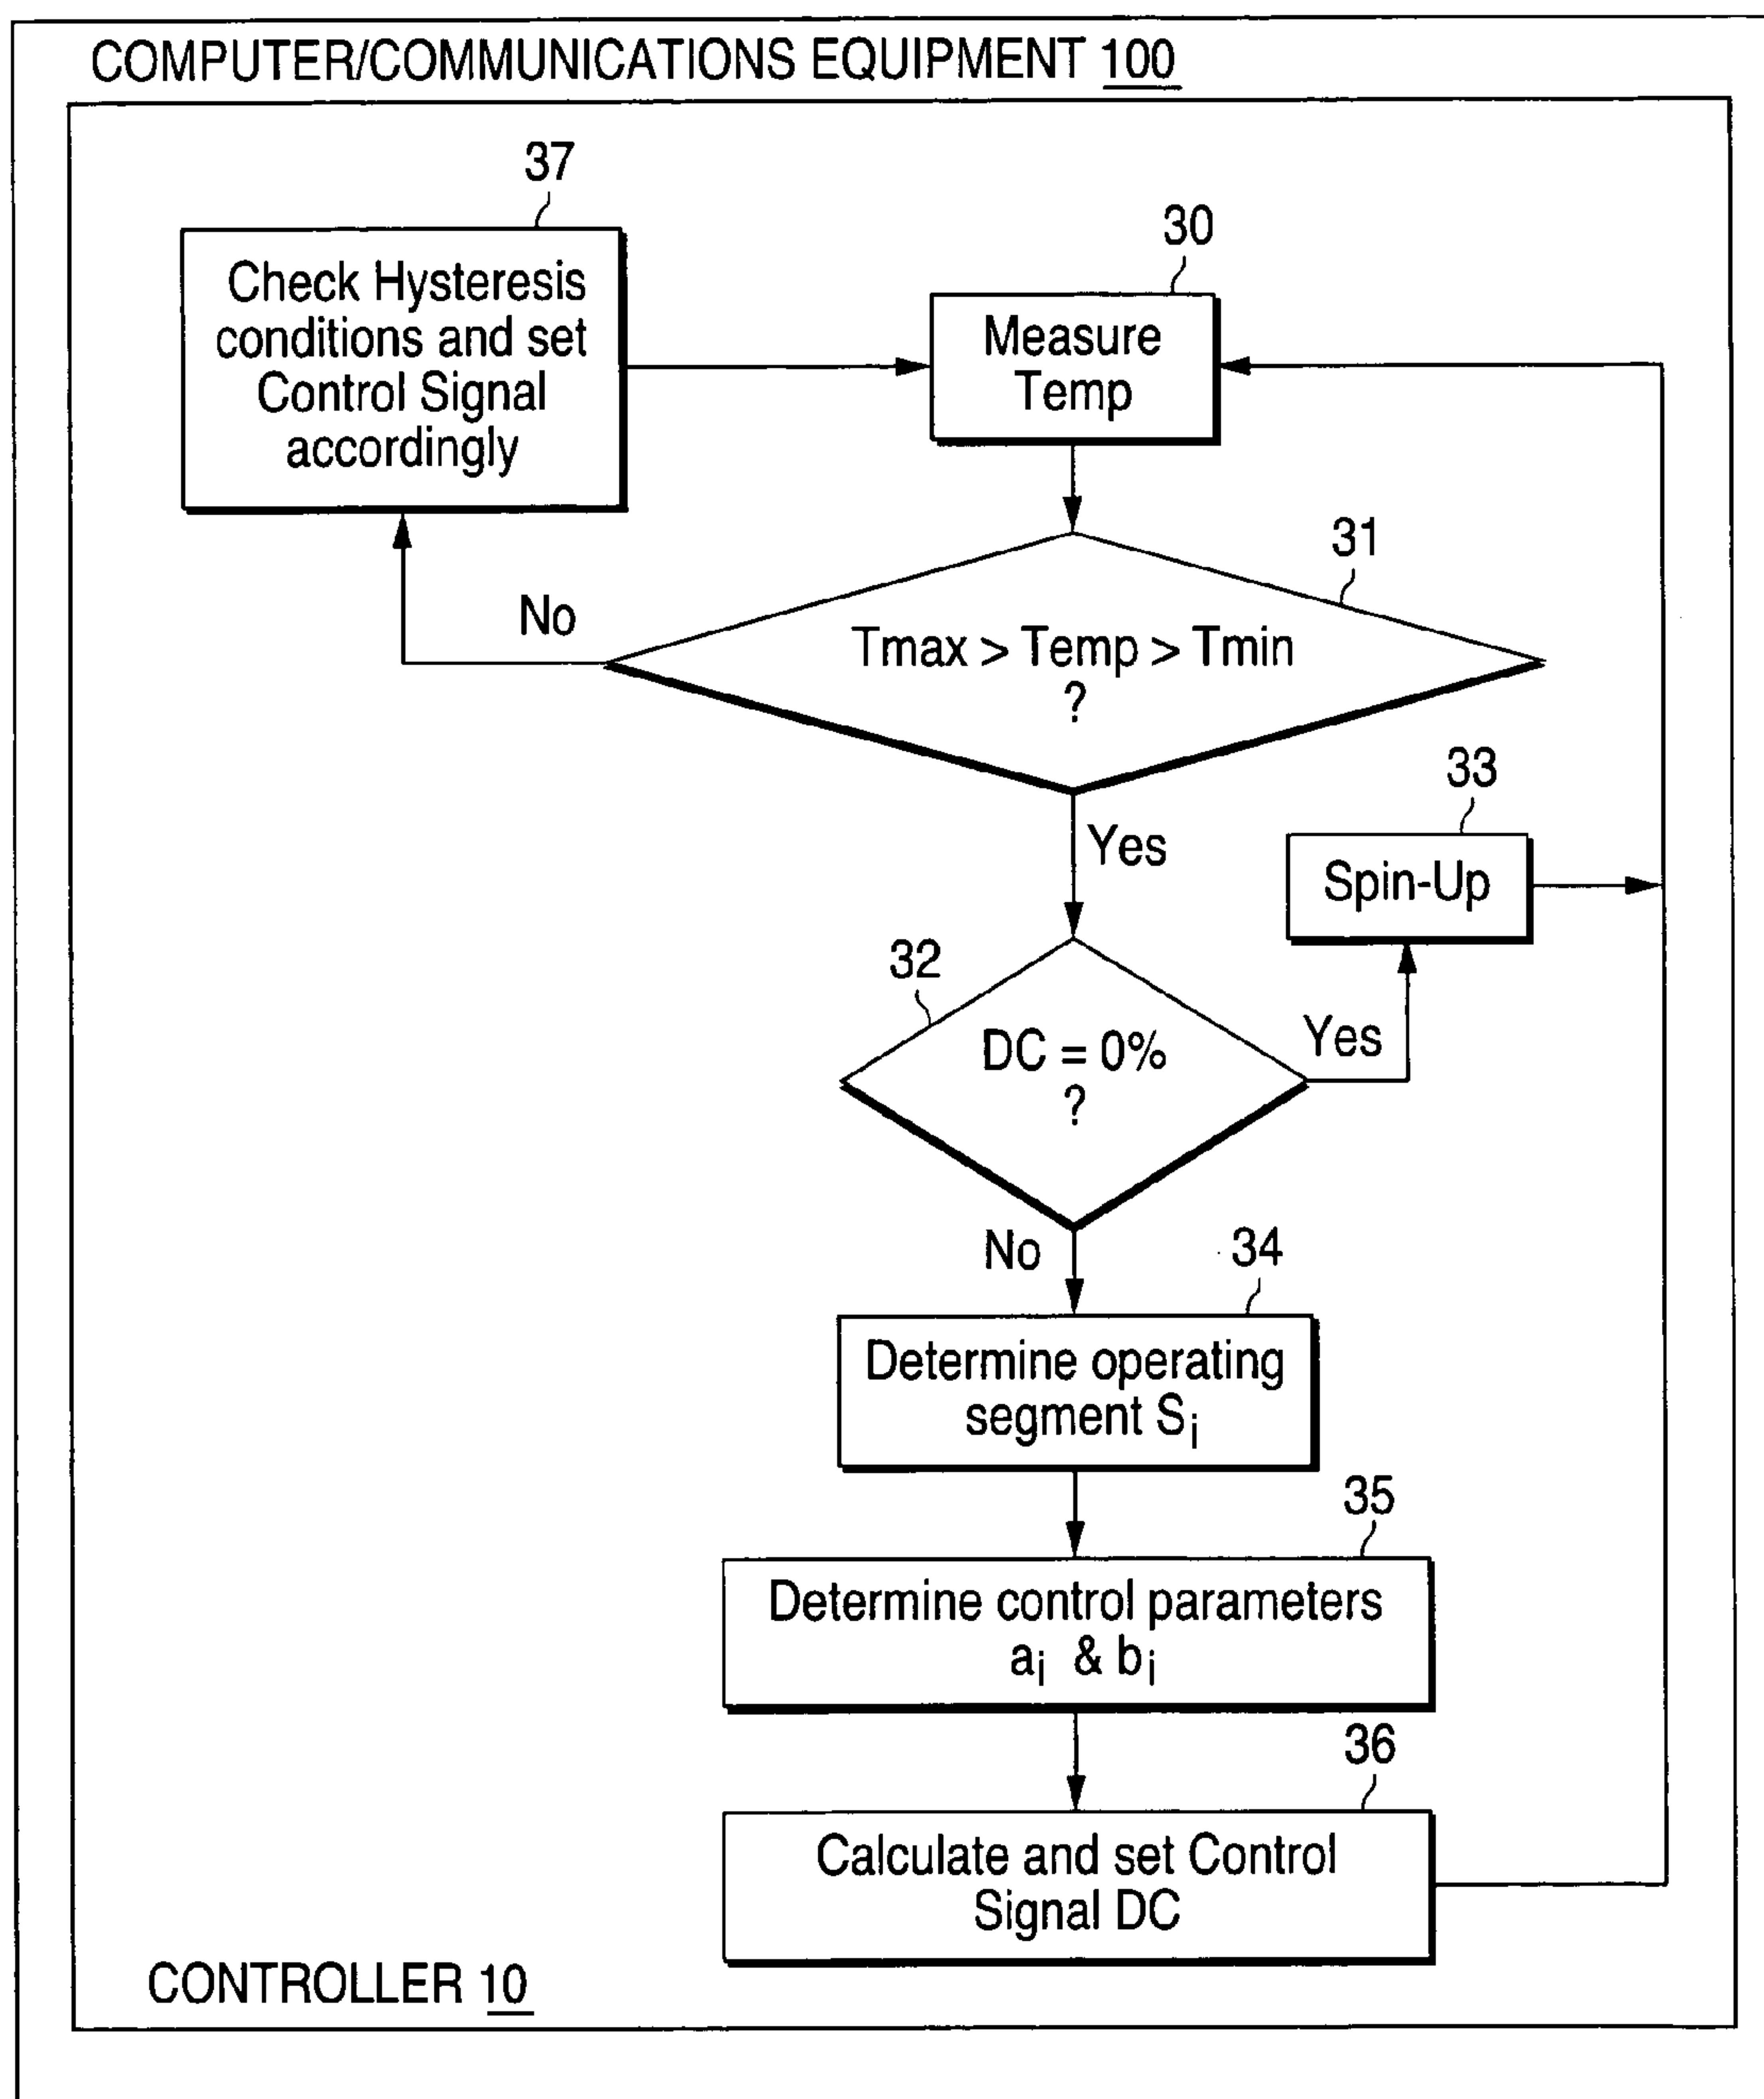 COMPUTER/COMMUNICATIONS EQUIPMENT 100
37
Check Hysteresis
conditions and set
Control Signal
accordingly
30
Measure
Temp
31
No
Tmax > Temp > Tmin
?
Yes
33
Spin-Up
32
DC = 0%
?
Yes
No
34
Determine operating
segment Si
35
Determine control parameters
ai & bi
36
Calculate and set Control
Signal DC
CONTROLLER 10